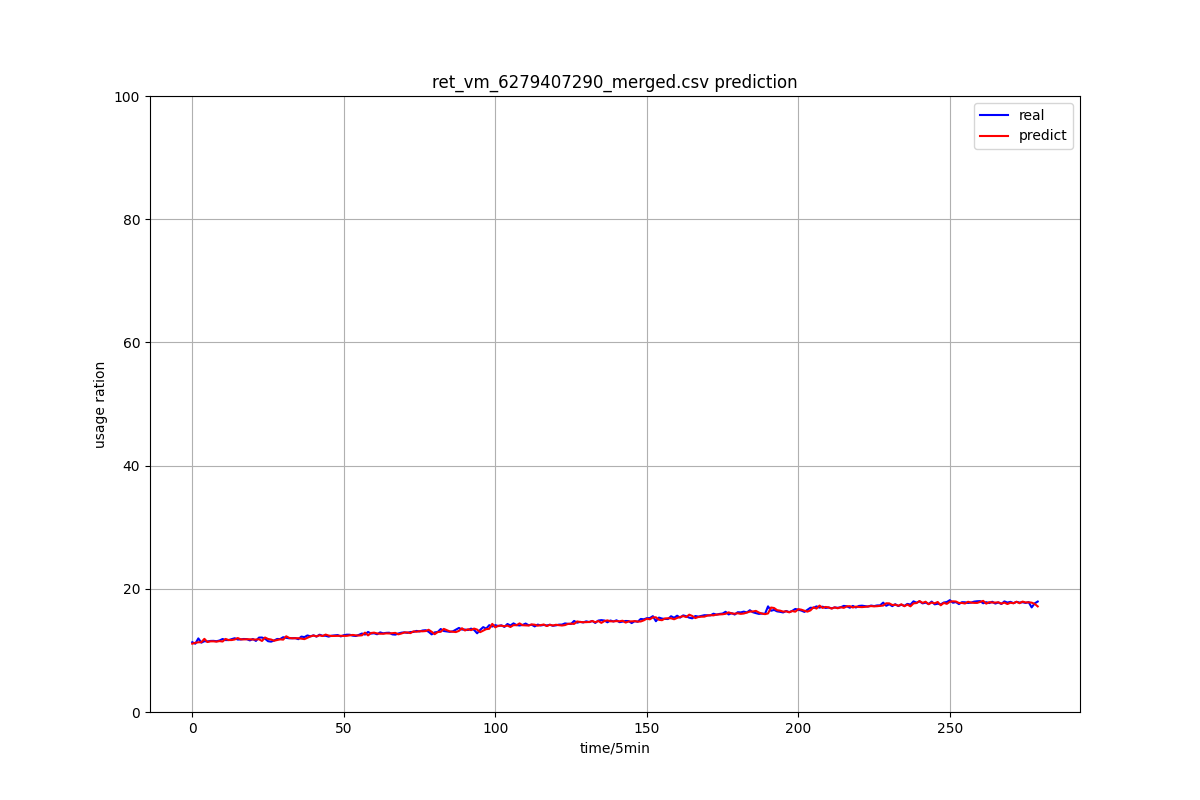 ret_vm_6279407290_merged.csv prediction
100
80
60
40
20
0
usage ration
real
predict
0 50 100 150 200 250
time/5min